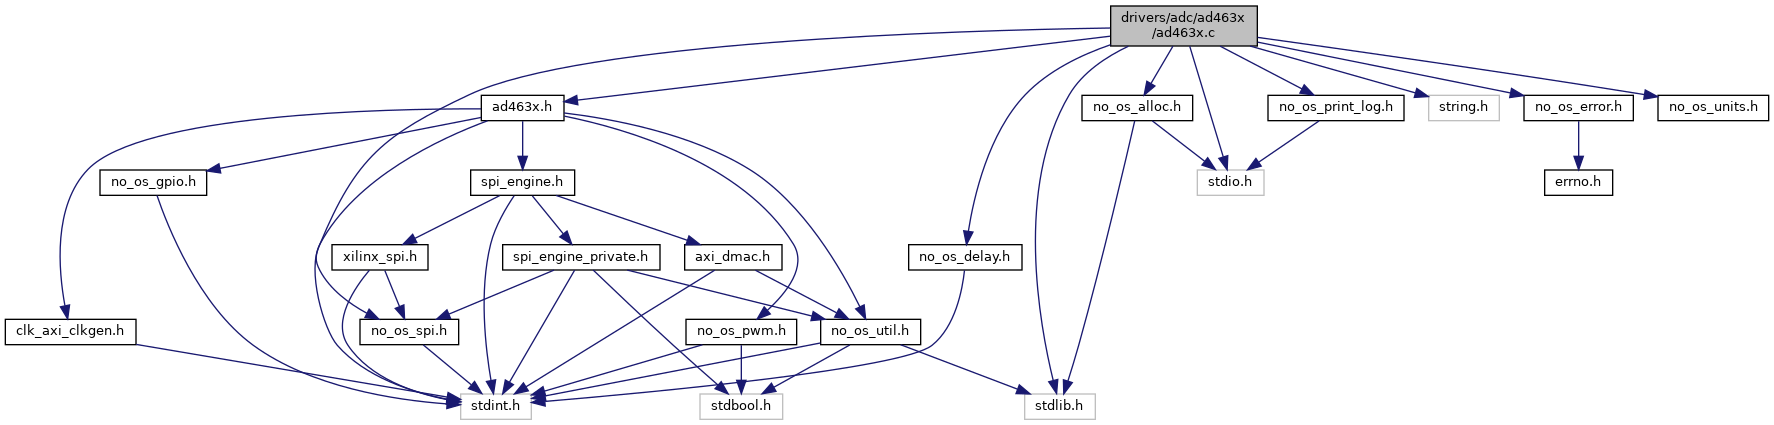 drivers/adc/ad463x
/ad463x.c
ad463x.h
no_os_alloc.h
no_os_print_log.h
string.h
no_os_error.h
no_os_units.h
no_os_gpio.h
spi_engine.h
stdio.h
errno.h
xilinx_spi.h
spi_engine_private.h
axi_dmac.h
no_os_delay.h
clk_axi_clkgen.h
no_os_spi.h
no_os_pwm.h
no_os_util.h
stdint.h
stdbool.h
stdlib.h